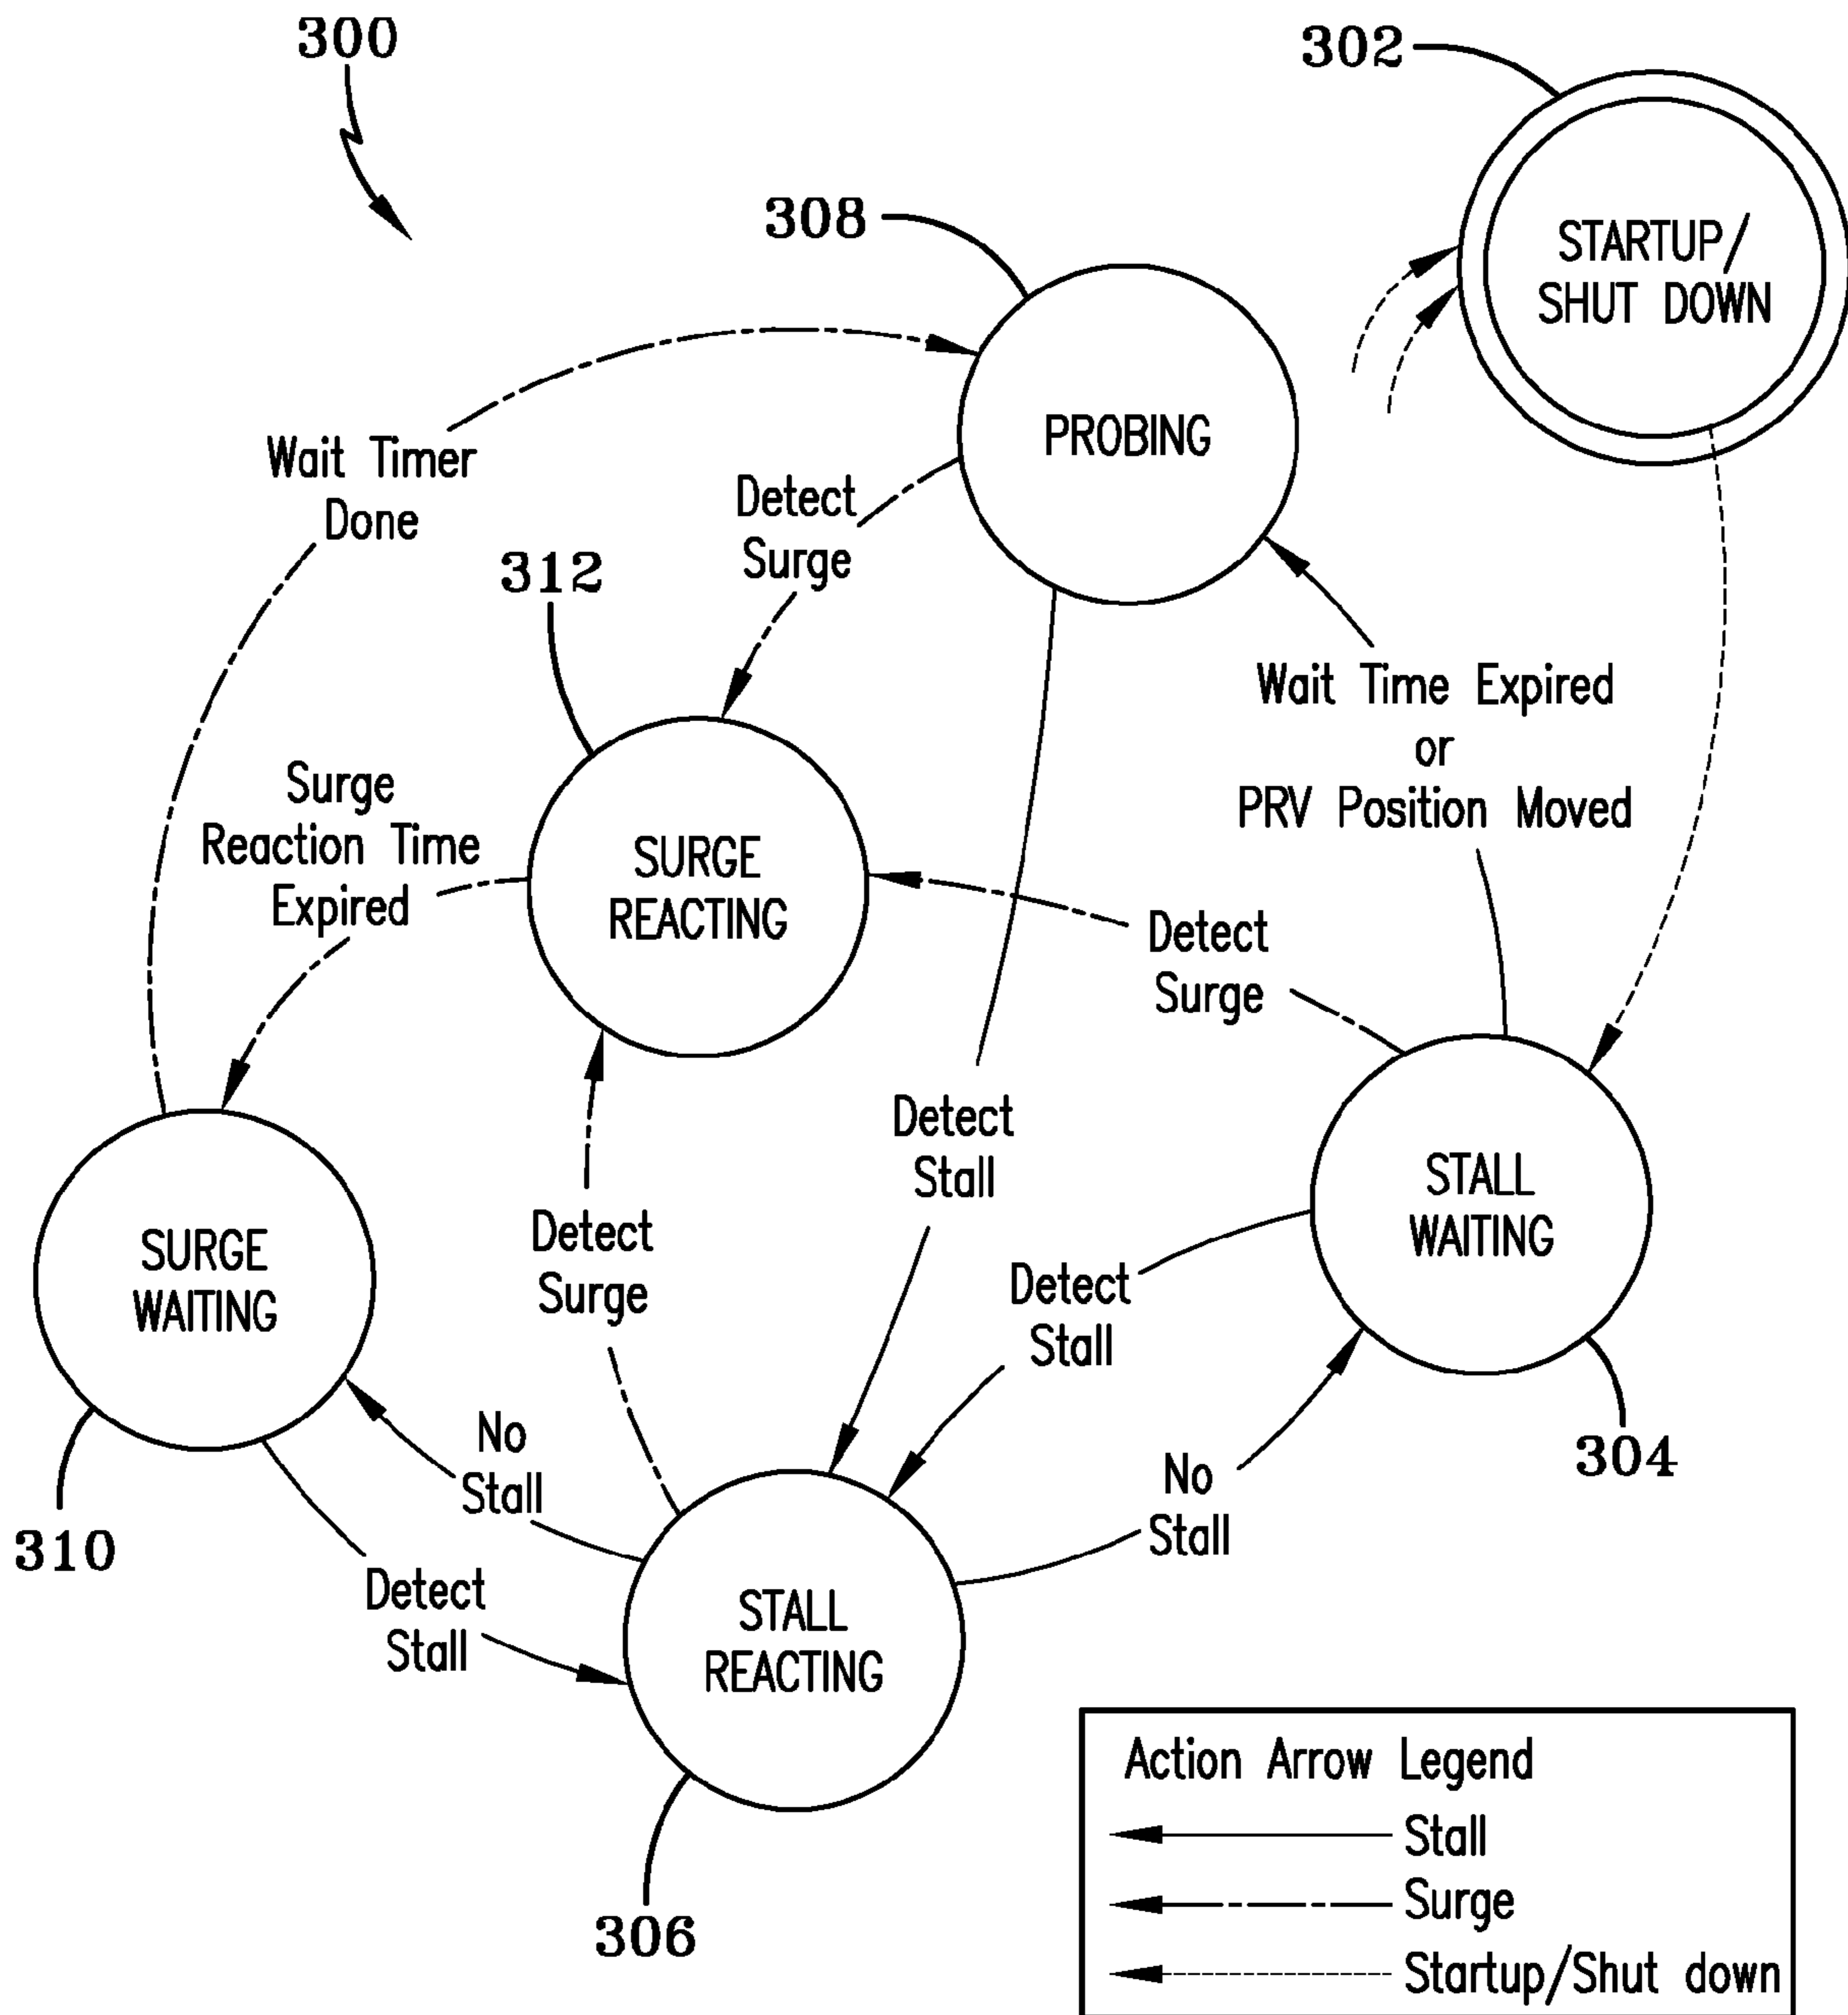 300
302
STARTUP/
SHUT DOWN
308
PROBING
Wait Timer
Done
Detect
Surge
312
Wait Time Expired
or
PRV Position Moved
Surge
Reaction Time
Expired
SURGE
REACTING
Detect
Surge
Detect
Stall
STALL
WAITING
SURGE
WAITING
Detect
Surge
Detect
Stall
304
No
Stall
No
Stall
310
Detect
Stall
STALL
REACTING
306
Action Arrow Legend
Stall
Surge
Startup/Shut down